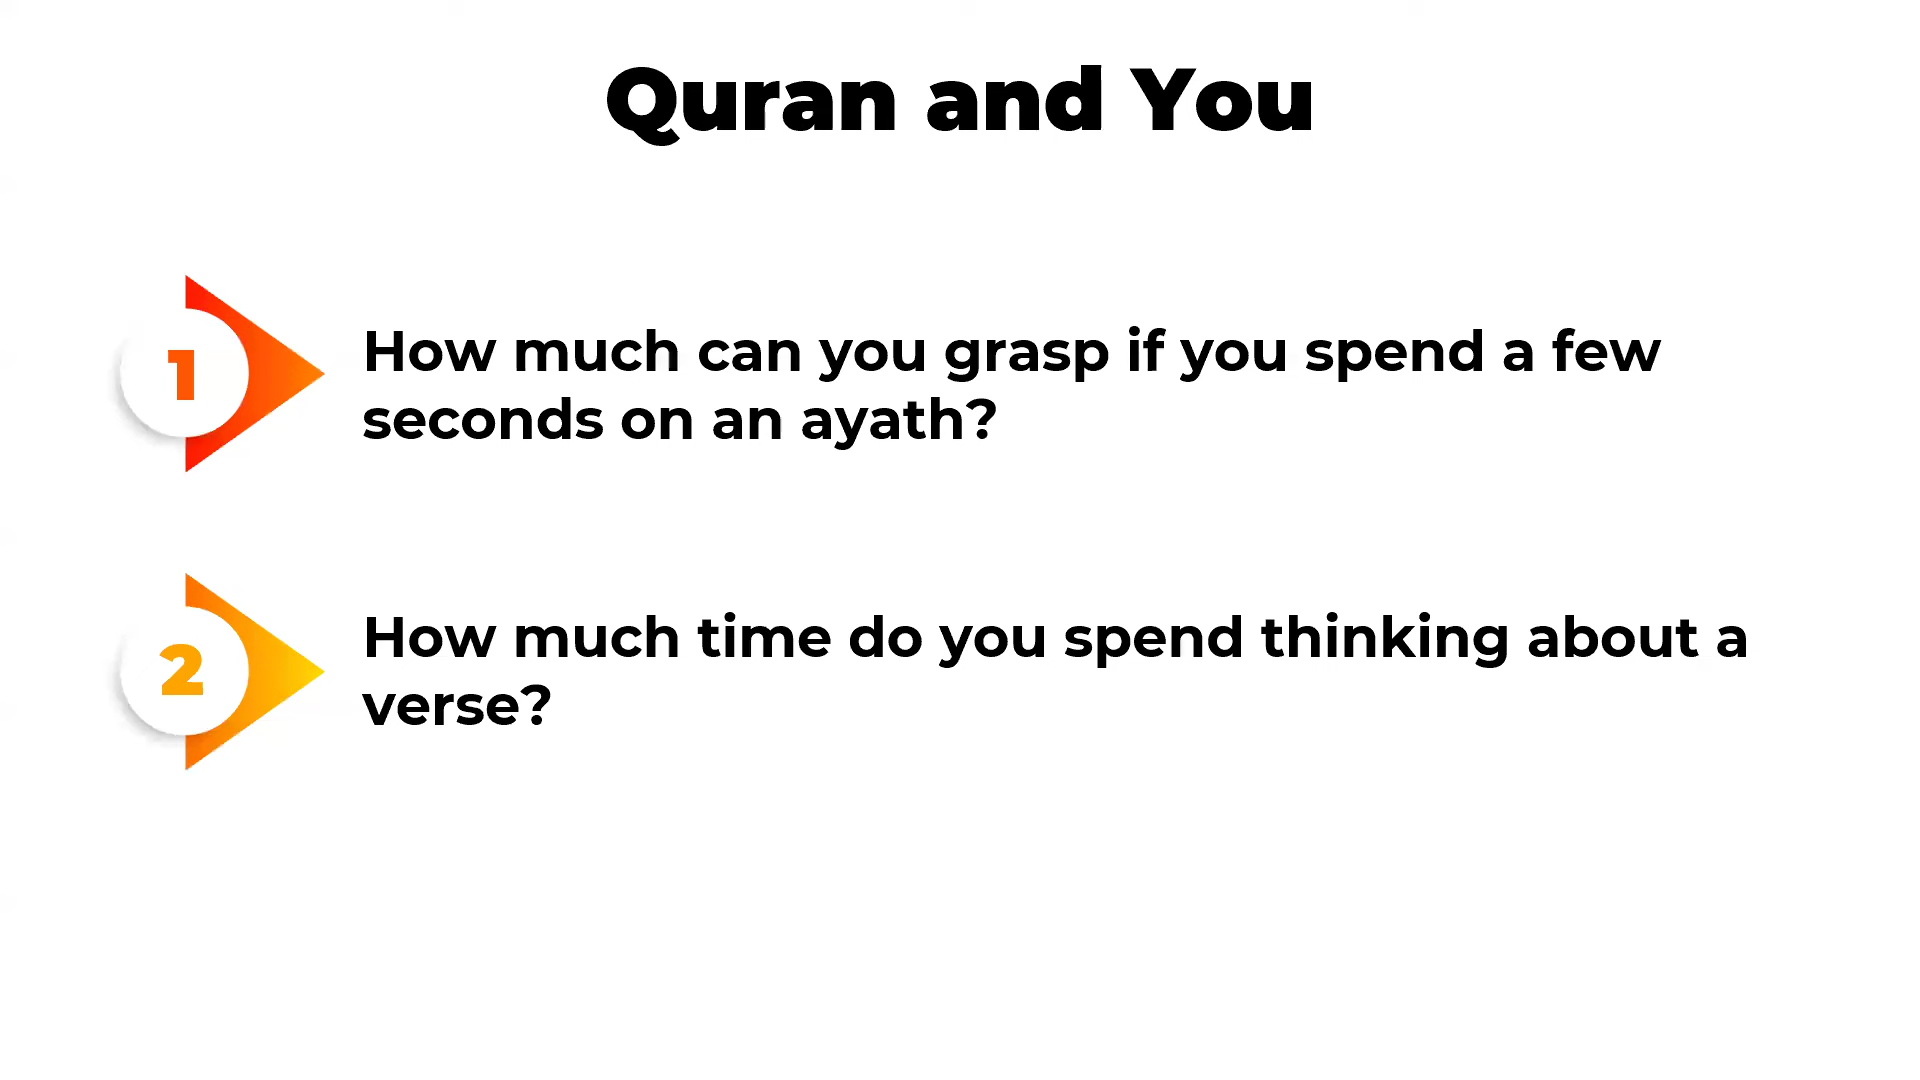 Quran and You
1
How much can you grasp if you spend a few
seconds on an ayath?
2
How much time do you spend thinking about a
verse?